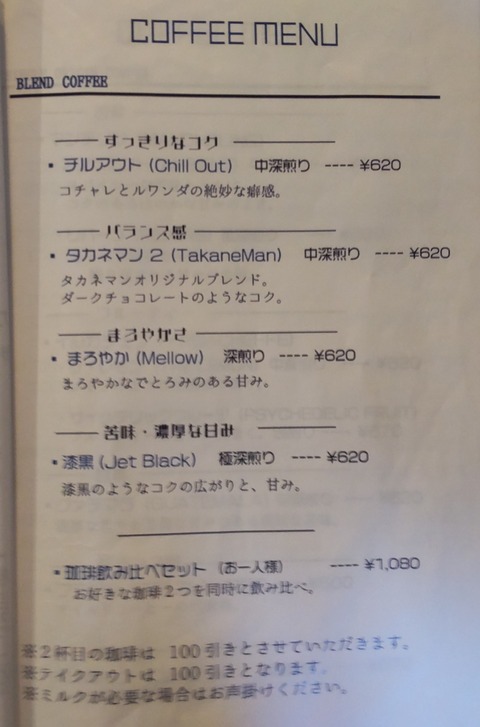 COFFEE MENU
BLEND COFFEE
すっきりなコク
・チルアウト (Chill Out) 中深煎り ---- ¥620
コチャレとルワンダの絶妙な癖感。
バランス感
・タカネマン 2 (TakaneMan) 中深煎り ---- ¥620
タカネマンオリジナルブレンド。
ダークチョコレートのようなコク。
まろやかさ
・まろやか (Mellow) 深煎り ---- ¥620
まろやかなでとろみのある甘み。
苦味・濃厚な甘み
・漆黒 (Jet Black) 極深煎り ---- ¥620
漆黒のようなコクの広がりと、甘み。
・珈琲飲み比べセット (お一人様) ---- ¥1,080
お好きな珈琲2つを同時に飲み比べ。
※2杯目の珈琲は 100引きとさせていただきます。
※テイクアウトは 100引きとなります。
※ミルクが必要な場合はお声掛けください。